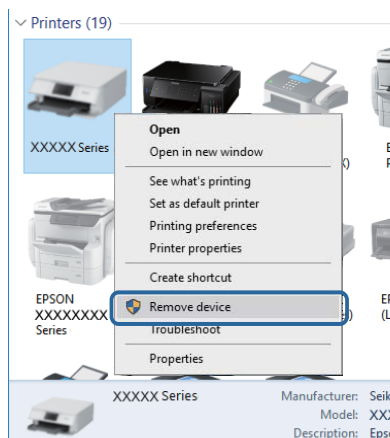 Printers (19)
XXXXX Series
Open
Open in new window
See what's printing
Set as default printer
Printing preferences
Printer properties
Create shortcut
Remove device
Troubleshoot
Properties
EPSON
XXXXXXXX
Series
XXXXX Series
Manufacturer:
Model:
Description: